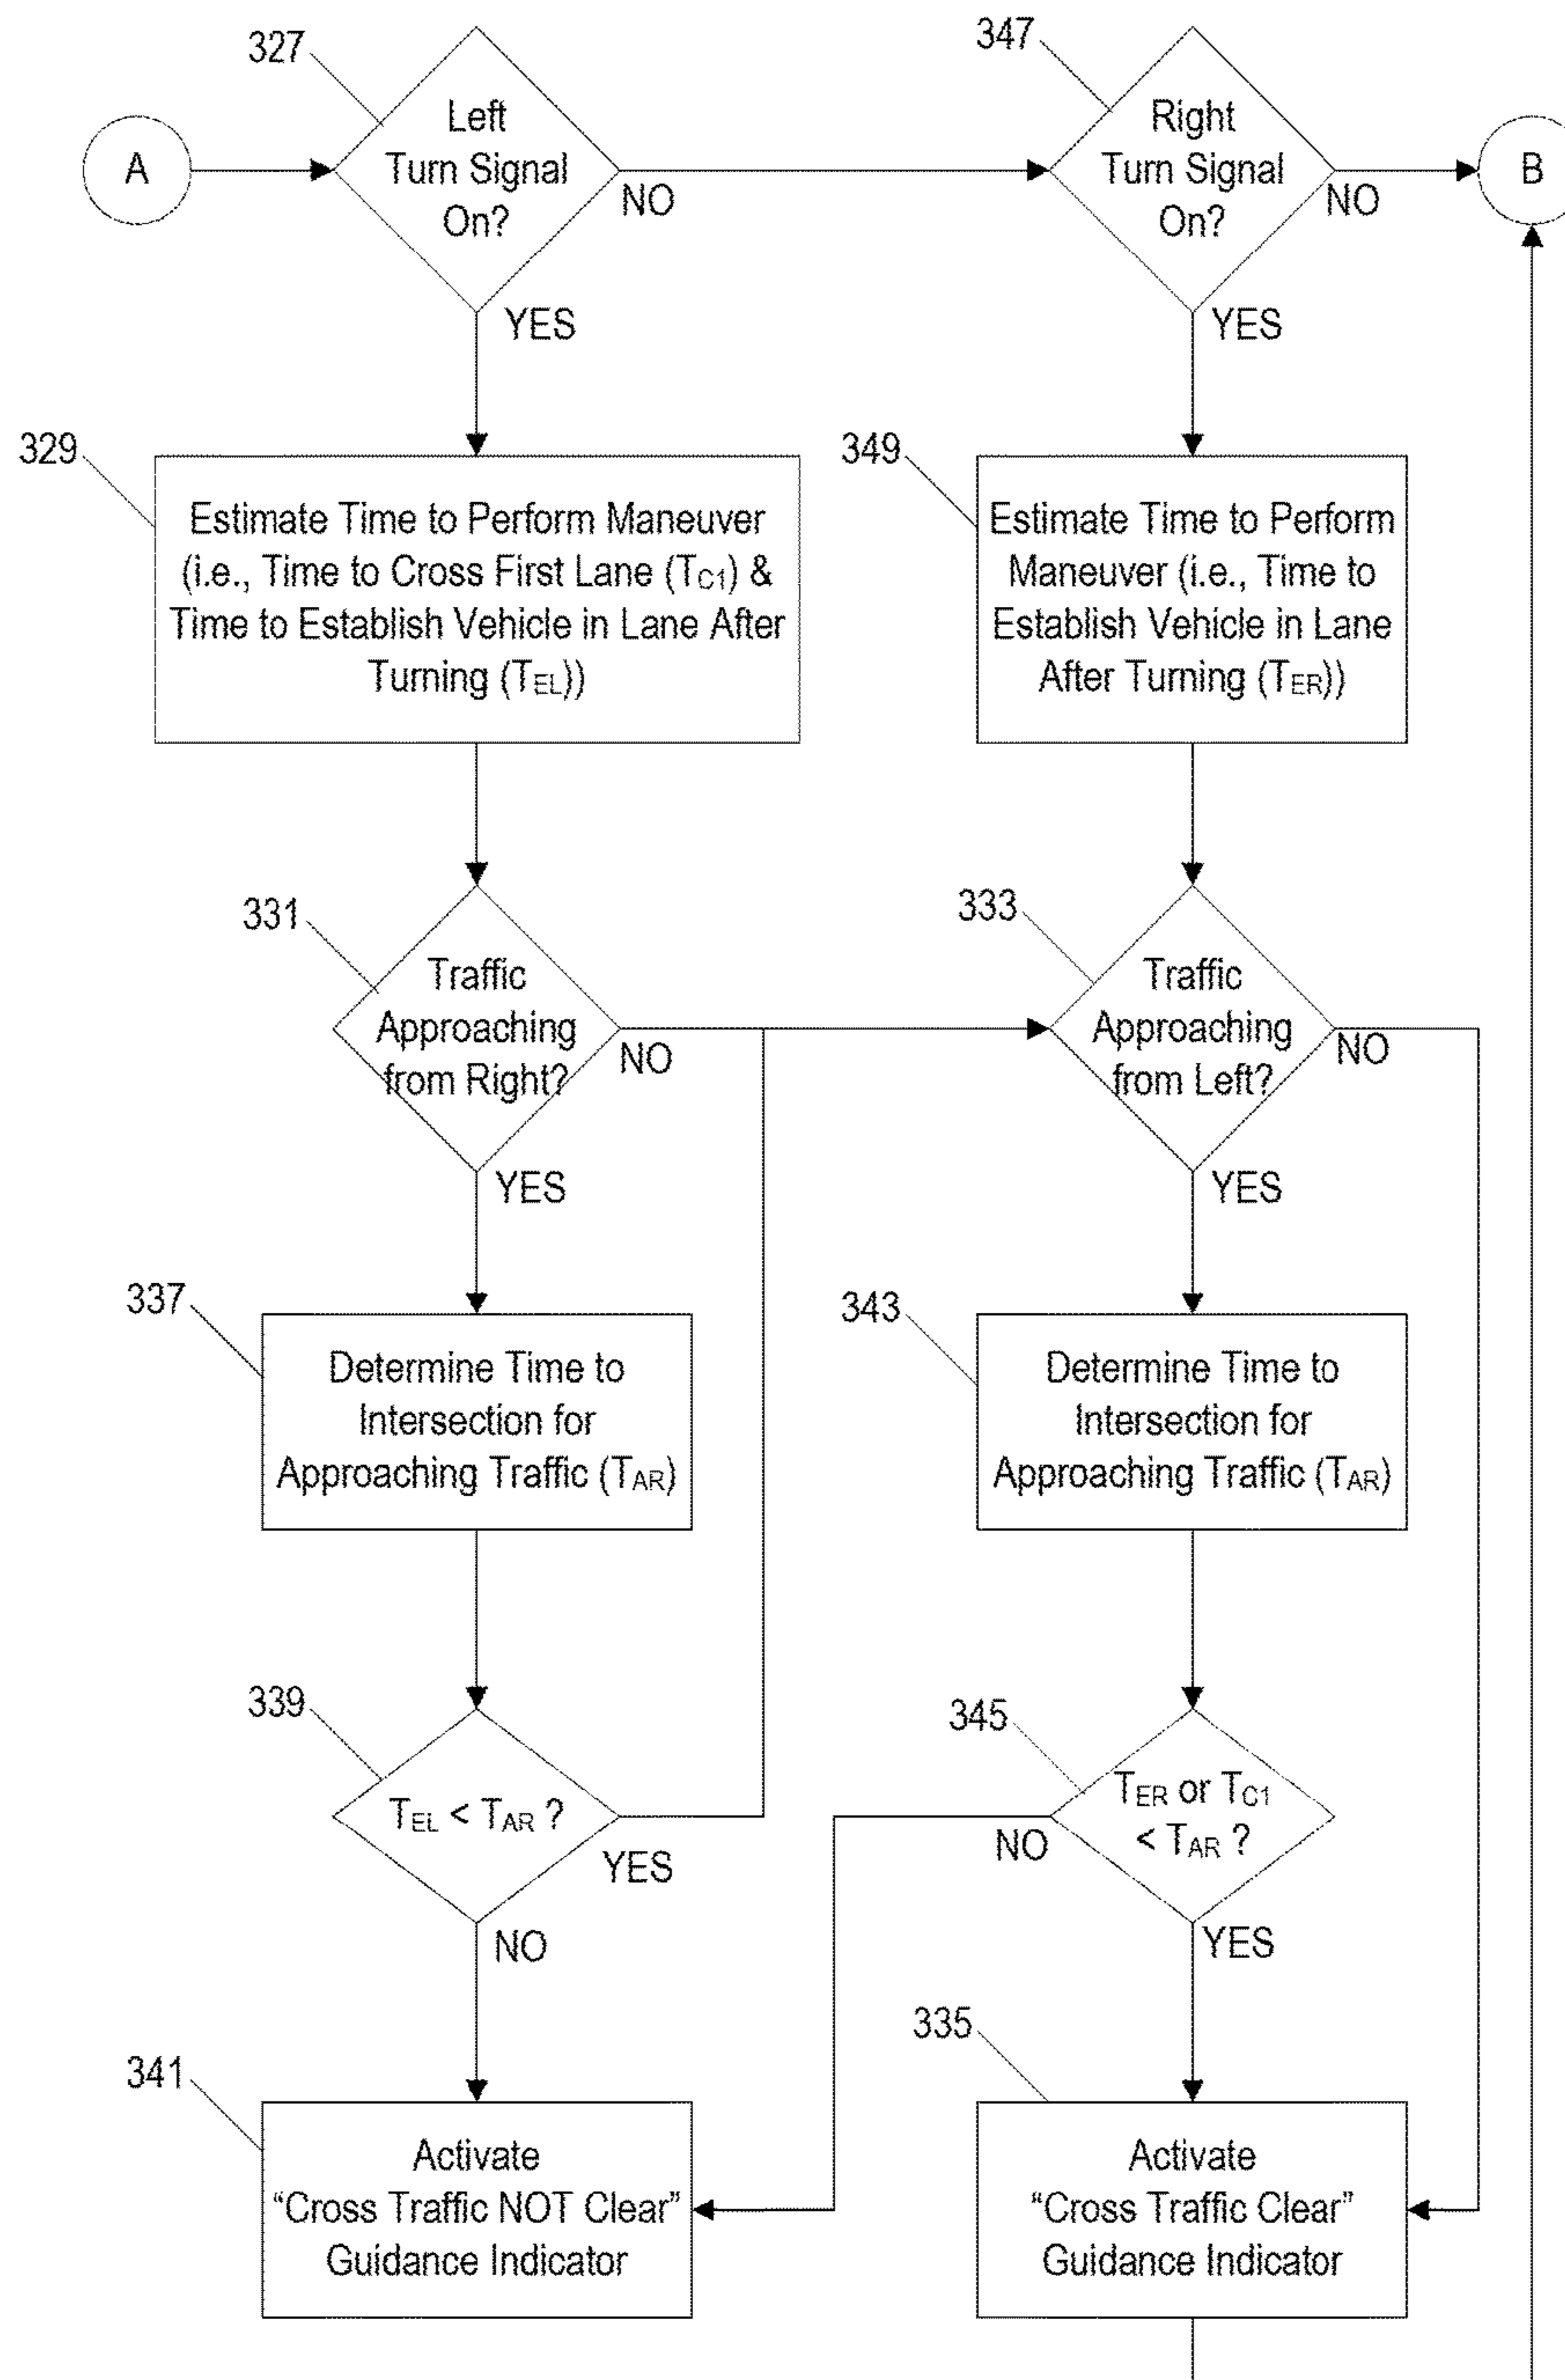 327
347
A
Left
Turn Signal
On?
NO
Right
Turn Signal
On?
NO
B
YES
YES
329
Estimate Time to Perform Maneuver
(i.e., Time to Cross First Lane (TC1) &
Time to Establish Vehicle in Lane After
Turning (TEL))
349
Estimate Time to Perform
Maneuver (i.e., Time to
Establish Vehicle in Lane
After Turning (TER))
331
Traffic
Approaching
from Right?
NO
YES
333
Traffic
Approaching
from Left?
NO
YES
337
Determine Time to
Intersection for
Approaching Traffic (TAR)
343
Determine Time to
Intersection for
Approaching Traffic (TAR)
339
TEL < TAR ?
YES
NO
345
TER or TC1
< TAR ?
NO
YES
341
Activate
“Cross Traffic NOT Clear”
Guidance Indicator
335
Activate
“Cross Traffic Clear”
Guidance Indicator